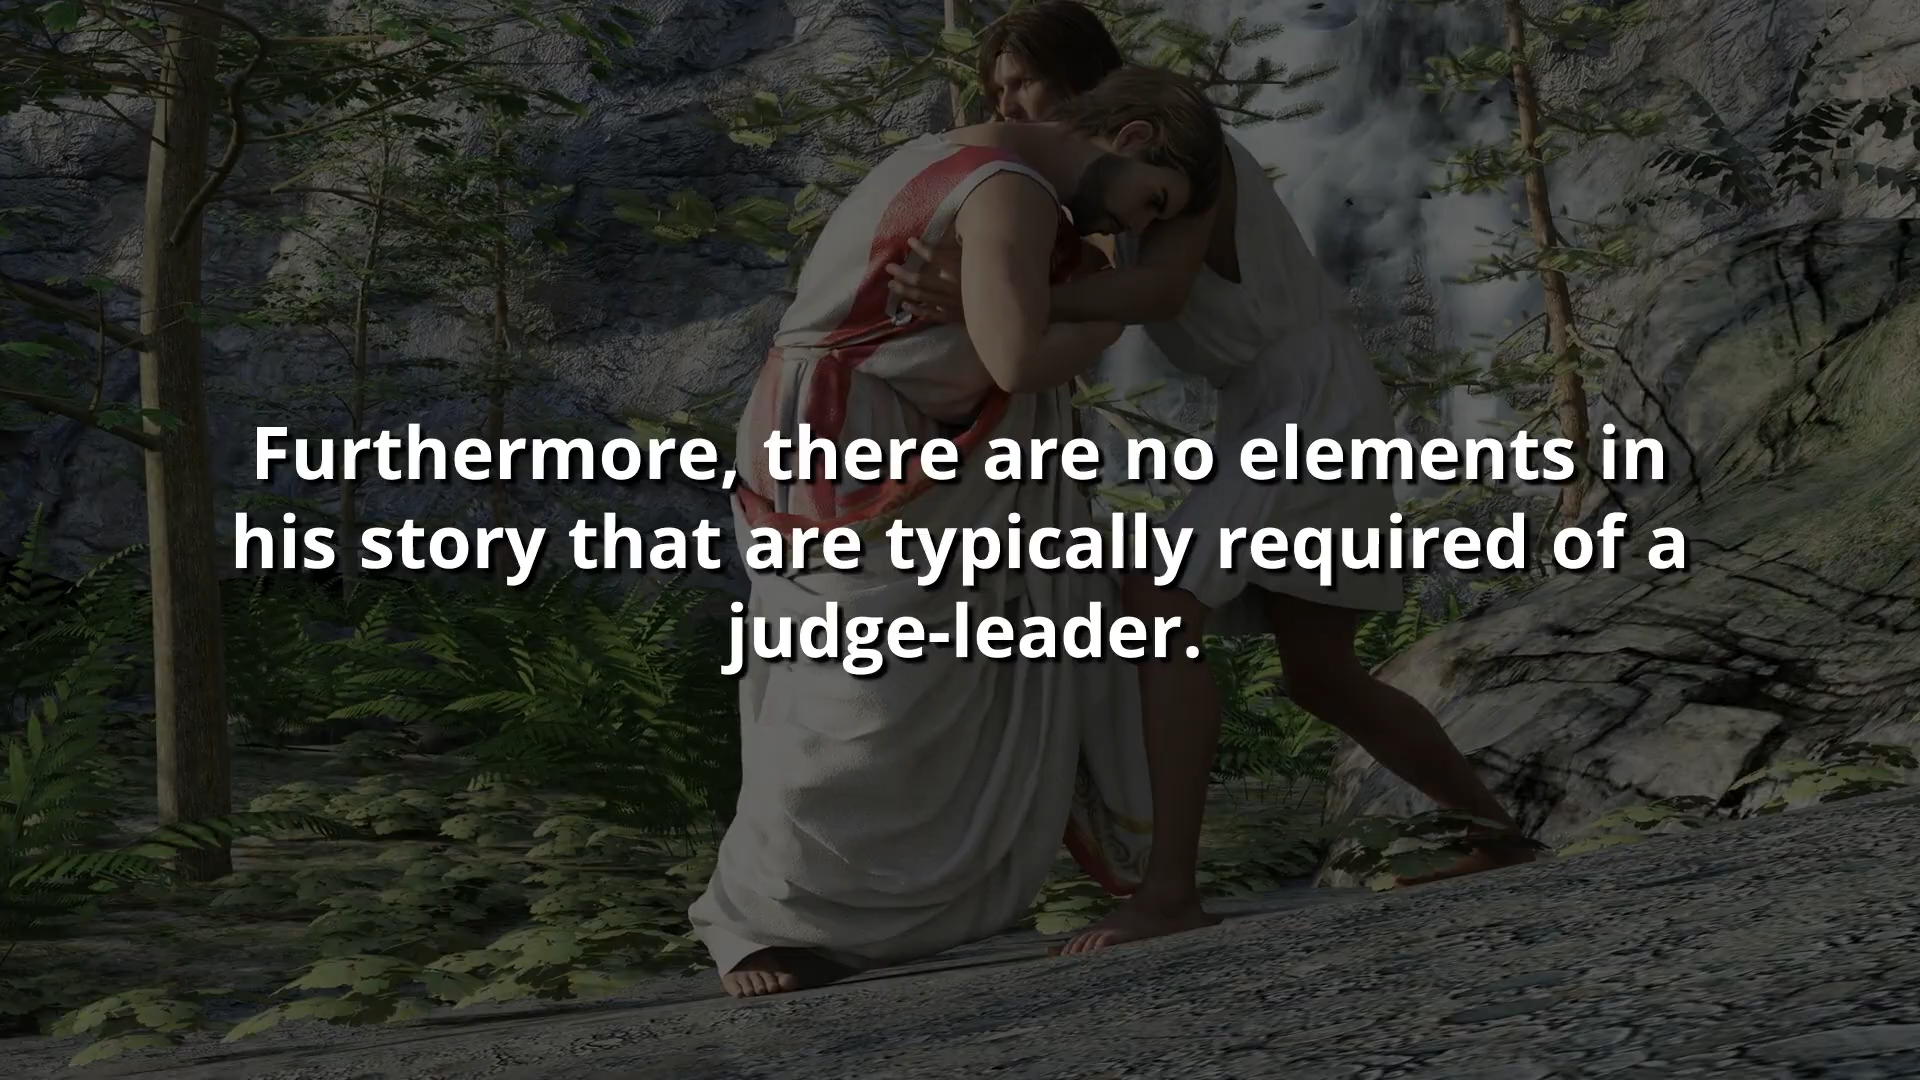 Furthermore, there are no elements in
his story that are typically required of a
judge-leader.